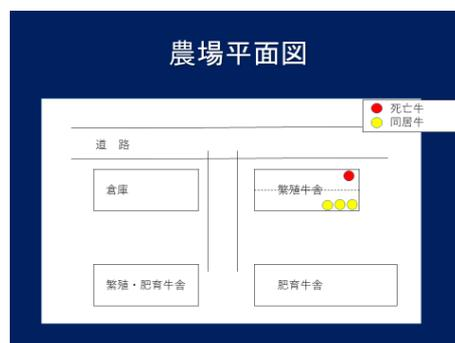 農場平面図
死亡牛
同居牛
道 路
倉庫
繁殖牛舎
繁殖・肥育牛舎
肥育牛舎